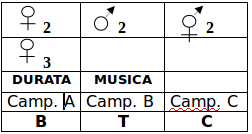 ♀ 2 ♂ 2 ⚦ 2
♀ 3
DURATA MUSICA
Camp. A Camp. B Camp. C
B T C